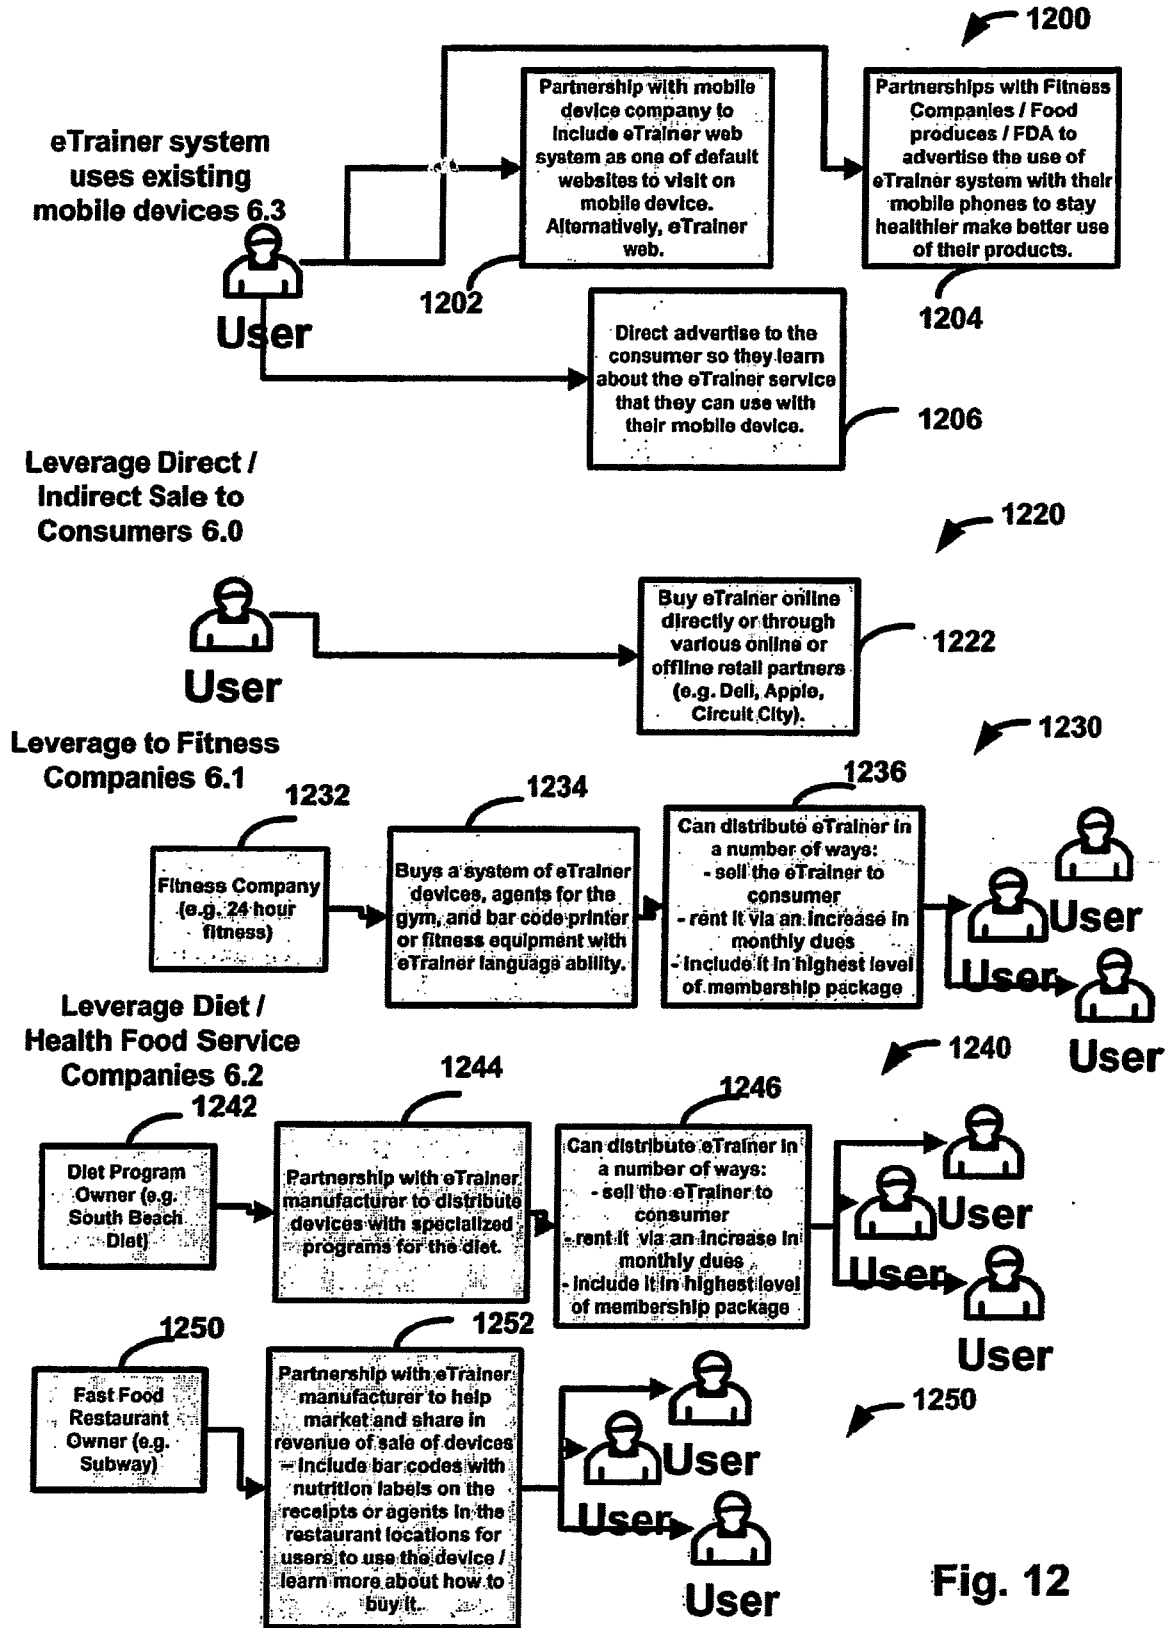 1200
Partnership with mobile
device company to
include eTrainer web
system as one of default
websites to visit on
mobile device.
Alternatively, eTrainer
web.
Partnerships with Fitness
Companies / Food
produces / FDA to
advertise the use of
eTrainer system with their
mobile phones to stay
healthier make better use
of their products.
eTrainer system
uses existing
mobile devices 6.3
User
1202
1204
Direct advertise to the
consumer so they learn
about the eTrainer service
that they can use with
their mobile device.
1206
Leverage Direct /
Indirect Sale to
Consumers 6.0
1220
User
Buy eTrainer online
directly or through
various online or
offline retail partners
(e.g. Dell, Apple,
Circuit City).
1222
Leverage to Fitness
Companies 6.1
1230
1232
1234
1236
Fitness Company
(e.g. 24 hour
fitness)
Buys a system of eTrainer
devices, agents for the
gym, and bar code printer
or fitness equipment with
eTrainer language ability.
Can distribute eTrainer in
a number of ways:
- sell the eTrainer to
consumer
- rent it via an increase in
monthly dues
- include it in highest level
of membership package
User
User
User
Leverage Diet /
Health Food Service
Companies 6.2
1240
1242
1244
1246
Diet Program
Owner (e.g.
South Beach
Diet)
Partnership with eTrainer
manufacturer to distribute
devices with specialized
programs for the diet.
Can distribute eTrainer in
a number of ways:
- sell the eTrainer to
consumer
- rent it via an increase in
monthly dues
- include it in highest level
of membership package
User
User
User
1250
1252
Fast Food
Restaurant
Owner (e.g.
Subway)
Partnership with eTrainer
manufacturer to help
market and share in
revenue of sale of devices
– include bar codes with
nutrition labels on the
receipts or agents in the
restaurant locations for
users to use the device /
learn more about how to
buy it.
1250
User
User
User
Fig. 12